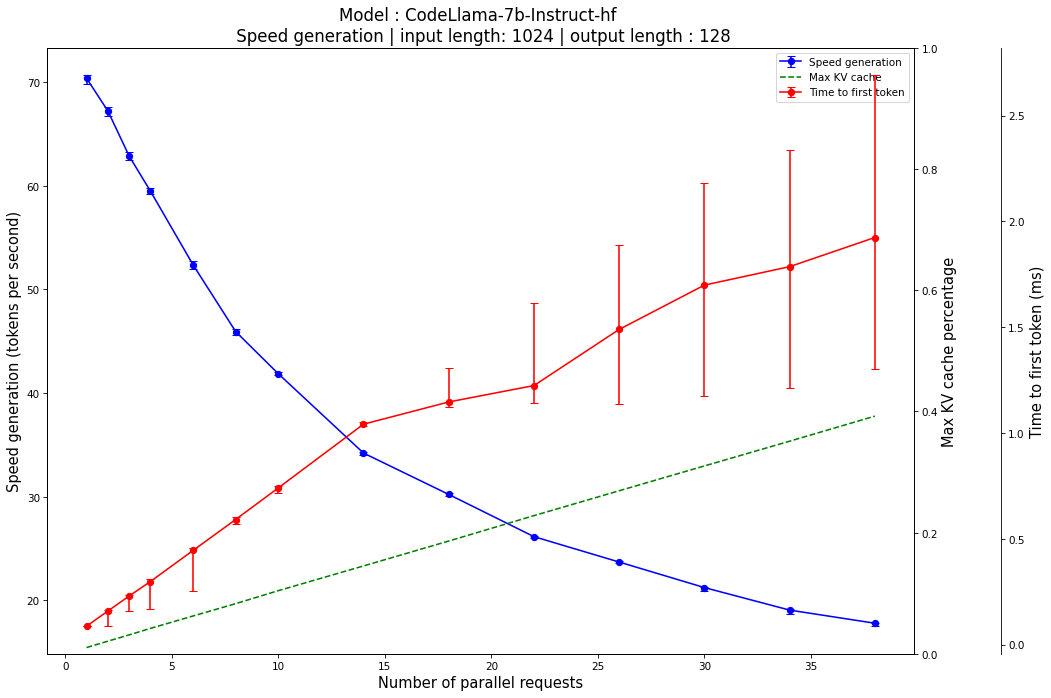 Model : CodeLlama-7b-Instruct-hf
Speed generation | input length: 1024 | output length : 128
Speed generation
Max KV cache
Time to first token
Speed generation (tokens per second)
70
60
50
40
30
20
1.0
0.8
0.6
0.4
0.2
0.0
Max KV cache percentage
2.5
2.0
1.5
1.0
0.5
0.0
Time to first token (ms)
0 5 10 15 20 25 30 35
Number of parallel requests